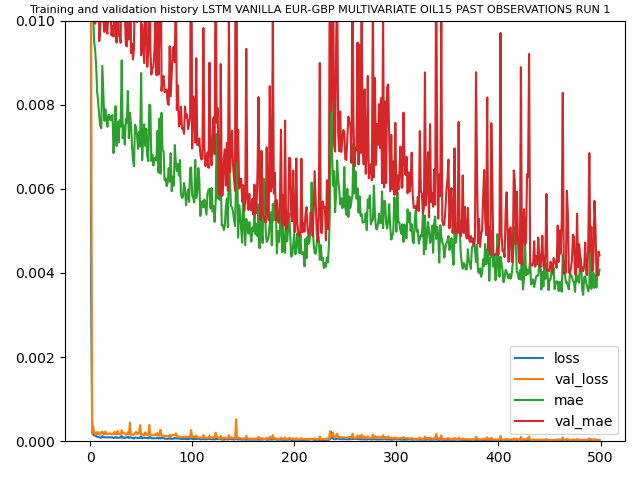 Training and validation history LSTM VANILLA EUR-GBP MULTIVARIATE OIL15 PAST OBSERVATIONS RUN 1
0.010
0.008
0.006
0.004
0.002
0.000
loss
val_loss
mae
val_mae
0 100 200 300 400 500